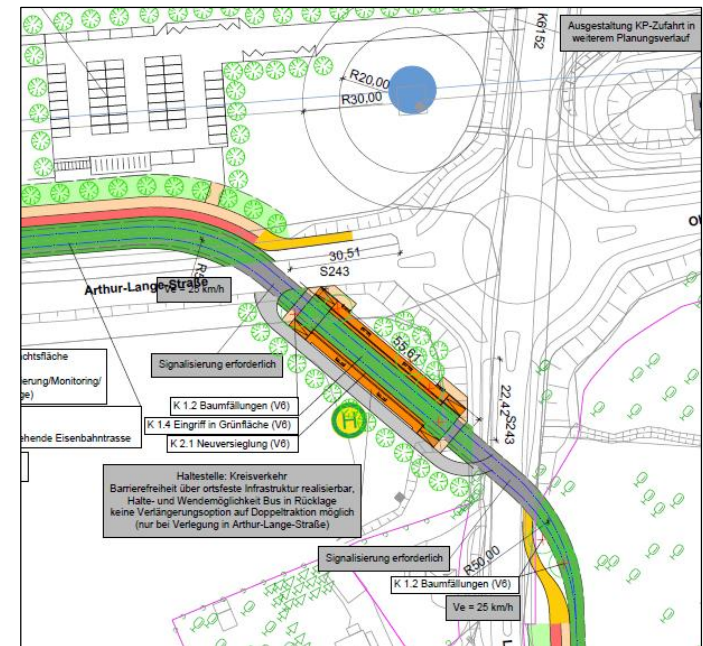 K6152
Ausgestaltung KP-Zufahrt in
weiterem Planungsverlauf
R20,00
R30,00
30,51
S243
Arthur-Lange-Straße
Ve = 25 km/h
55,61
22,42
S243
Signalisierung erforderlich
K 1.2 Baumfällungen (V6)
K 1.4 Eingriff in Grünfläche (V6)
K 2.1 Neuversieglung (V6)
H
ehende Eisenbahntrasse
Haltestelle: Kreisverkehr
Barrierefreiheit über ortsfeste Infrastruktur realisierbar,
Halte- und Wendemöglichkeit Bus in Rücklage
keine Verlängerungsoption auf Doppeltraktion möglich
(nur bei Verlegung in Arthur-Lange-Straße)
Signalisierung erforderlich
R50,00
K 1.2 Baumfällungen (V6)
Ve = 25 km/h